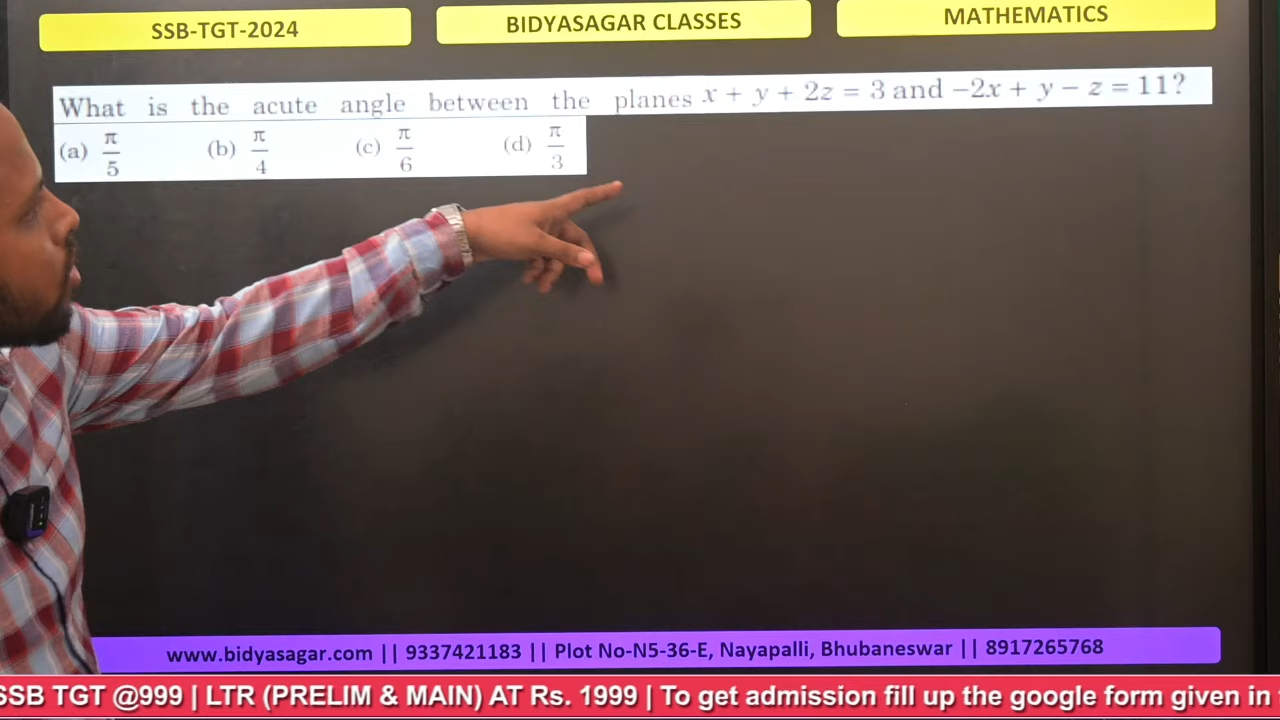 SSB-TGT-2024
BIDYASAGAR CLASSES
MATHEMATICS
What is the acute angle between the planes x + y + 2z = 3 and −2x + y − z = 11?
(a) π/5 (b) π/4 (c) π/6 (d) π/3
www.bidyasagar.com || 9337421183 || Plot No-N5-36-E, Nayapalli, Bhubaneswar || 8917265768
SSB TGT @999 | LTR (PRELIM & MAIN) AT Rs. 1999 | To get admission fill up the google form given in